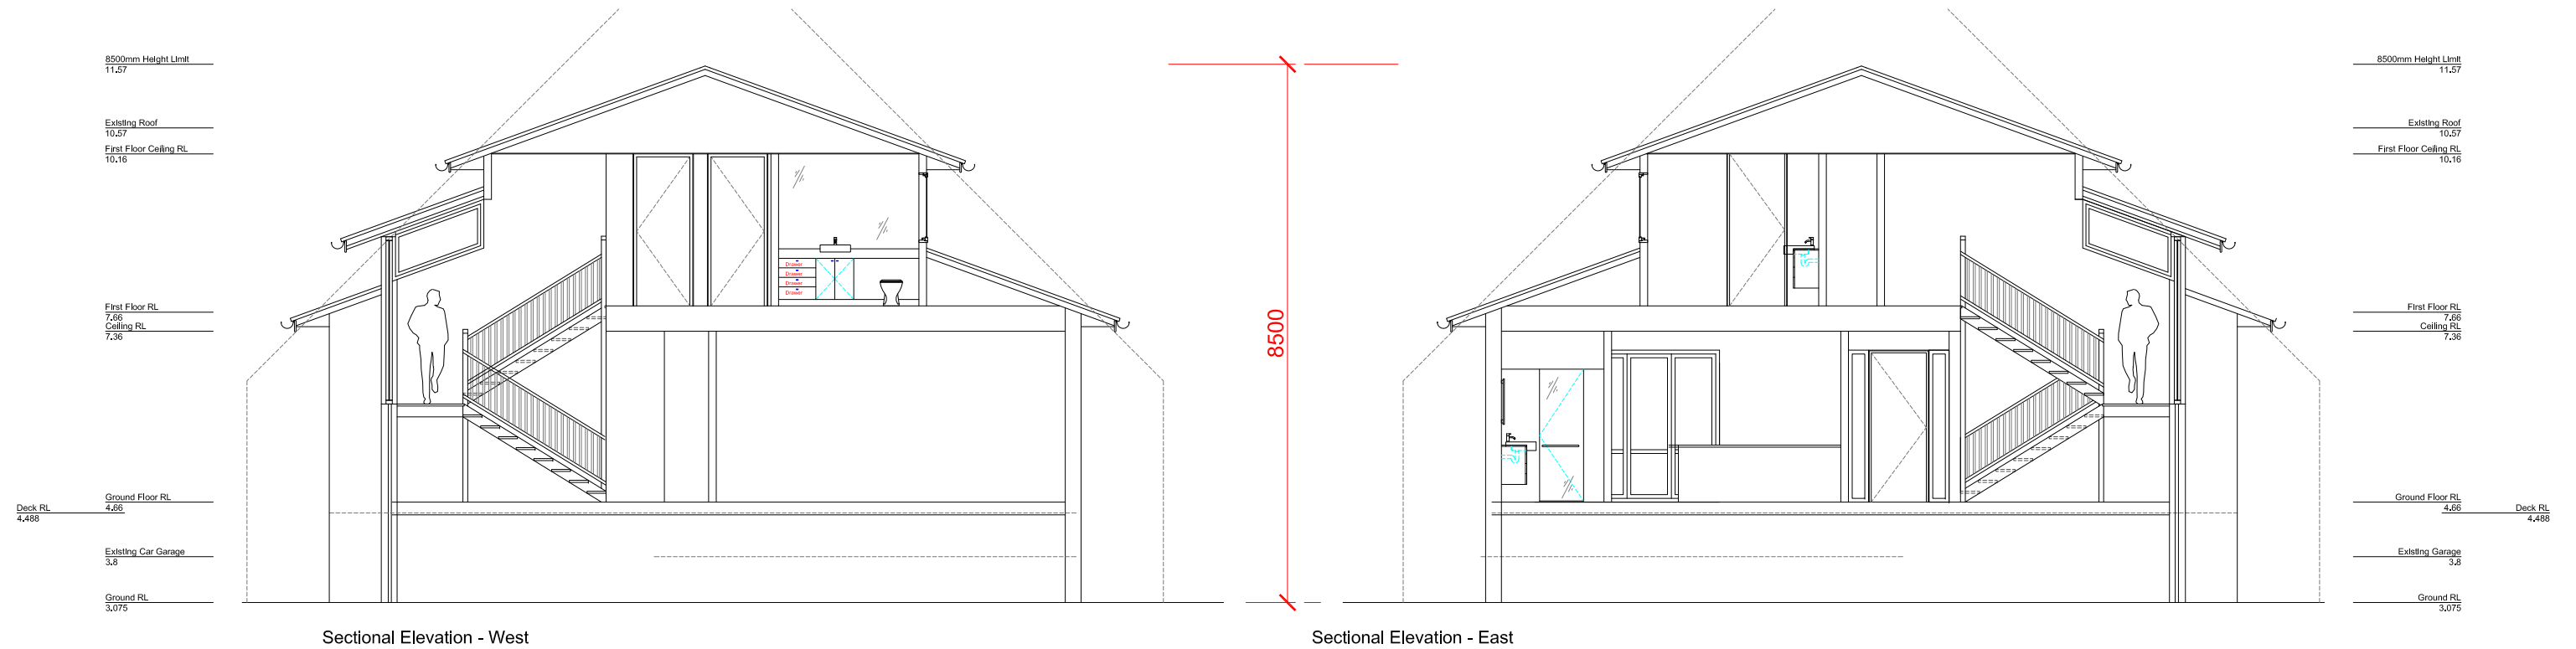 8500mm Height Limit
11.57
Existing Roof
10.57
First Floor Ceiling RL
10.16
First Floor RL
7.66
Ceiling RL
7.36
Ground Floor RL
4.66
Deck RL
4.488
Existing Car Garage
3.8
Ground RL
3.075
Drawer
Drawer
Drawer
Drawer
Sectional Elevation - West
8500
8500mm Height Limit
11.57
Existing Roof
10.57
First Floor Ceiling RL
10.16
First Floor RL
7.66
Ceiling RL
7.36
Ground Floor RL
4.66
Deck RL
4.488
Existing Garage
3.8
Ground RL
3.075
Sectional Elevation - East